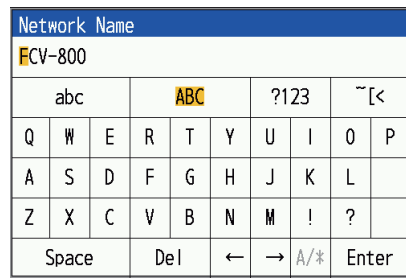 Network Name
FCV-800
abc ABC ?123 ~[<
Q W E R T Y U I O P
A S D F G H J K L
Z X C V B N M ! ?
Space Del ← → A/* Enter